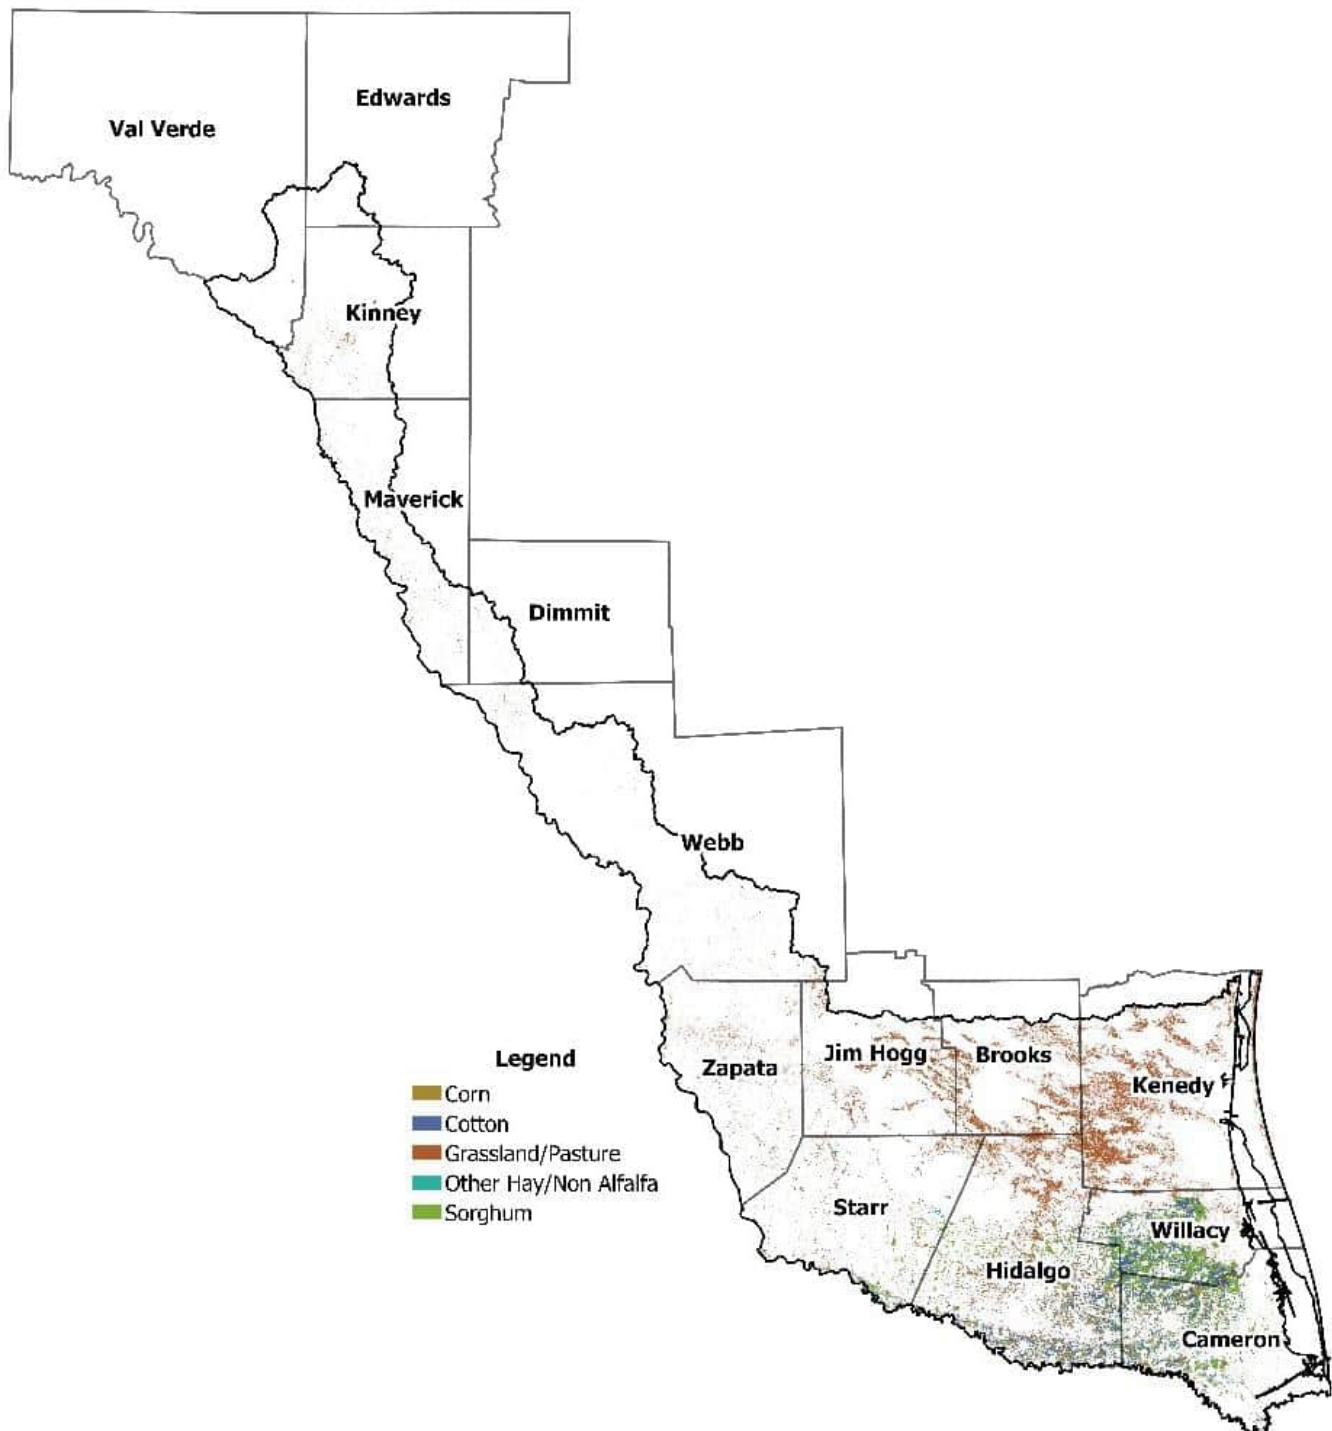 Edwards
Val Verde
Kinney
Maverick
Dimmit
Webb
Jim Hogg
Brooks
Zapata
Kenedy
Legend
Corn
Cotton
Grassland/Pasture
Other Hay/Non Alfalfa
Sorghum
Starr
Willacy
Hidalgo
Cameron